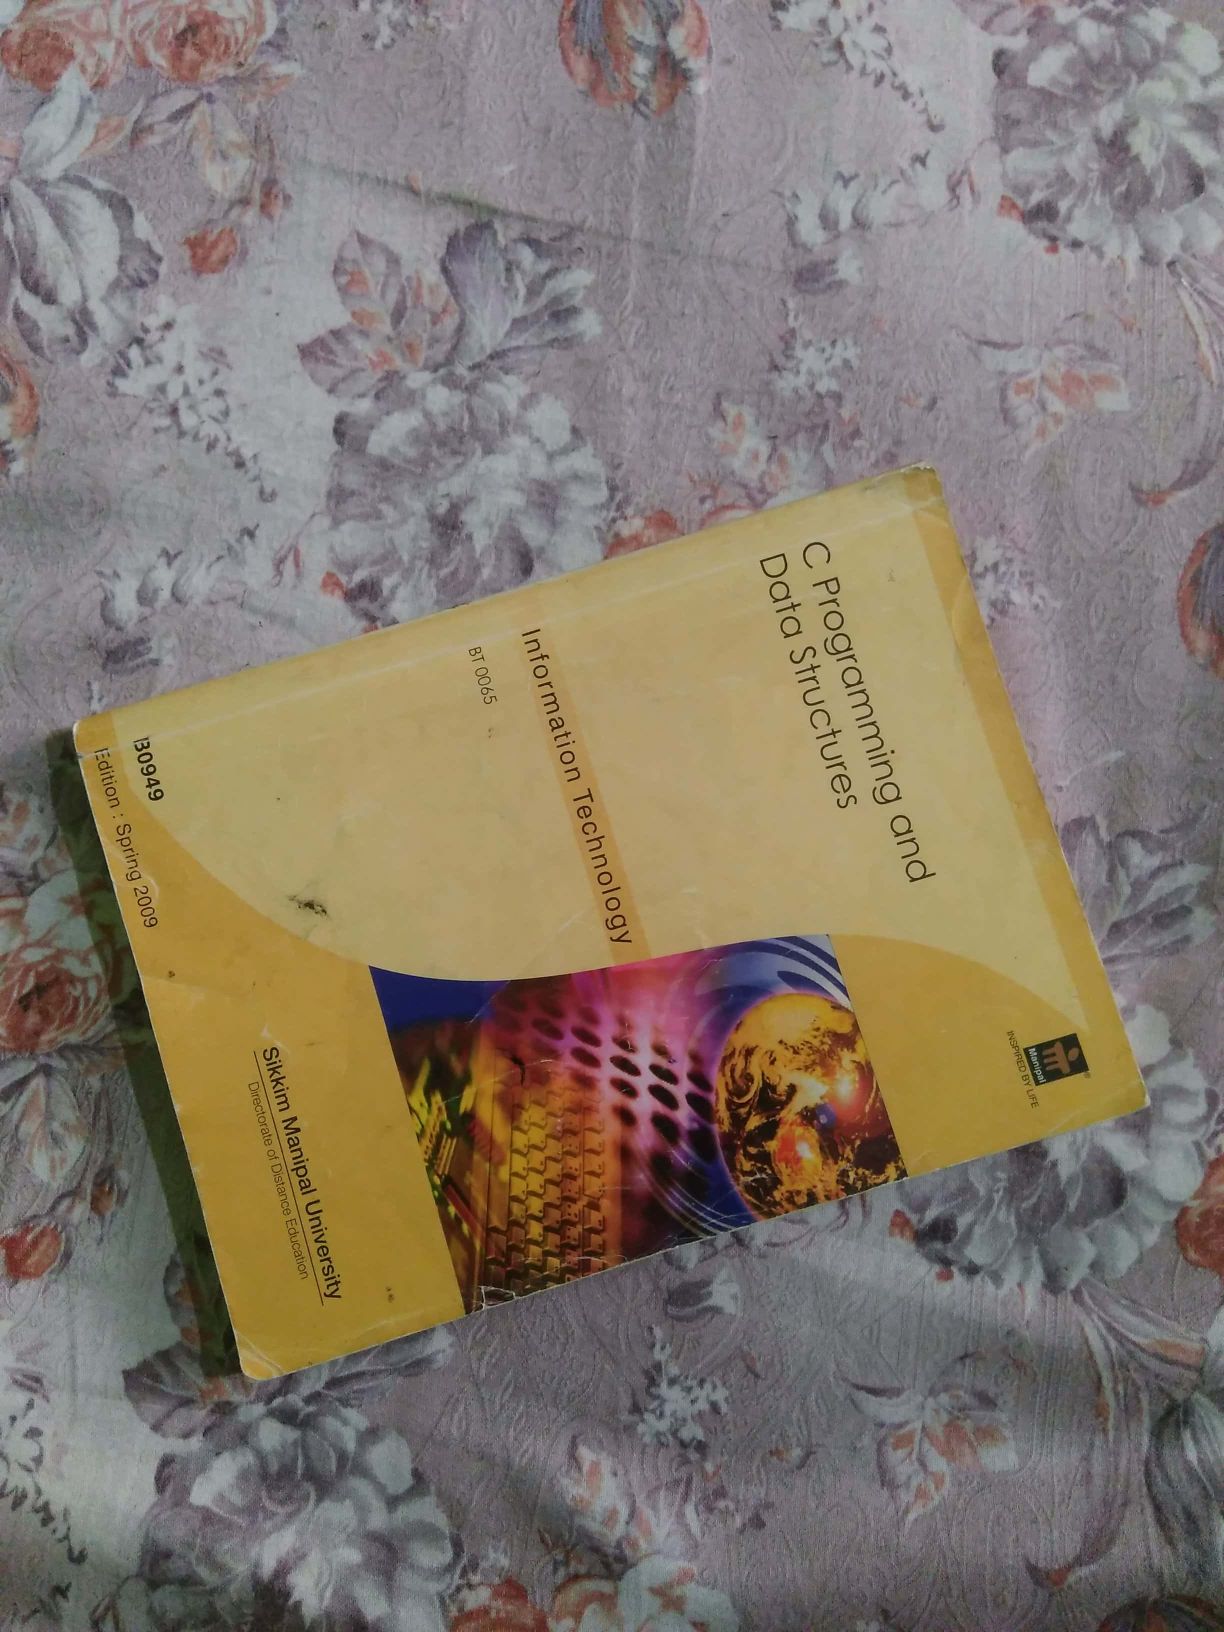 C Programming and
Data Structures
Manipal
INSPIRED BY LIFE
Information Technology
BT 0065
Sikkim Manipal University
Directorate of Distance Education
B0949
Edition : Spring 2009